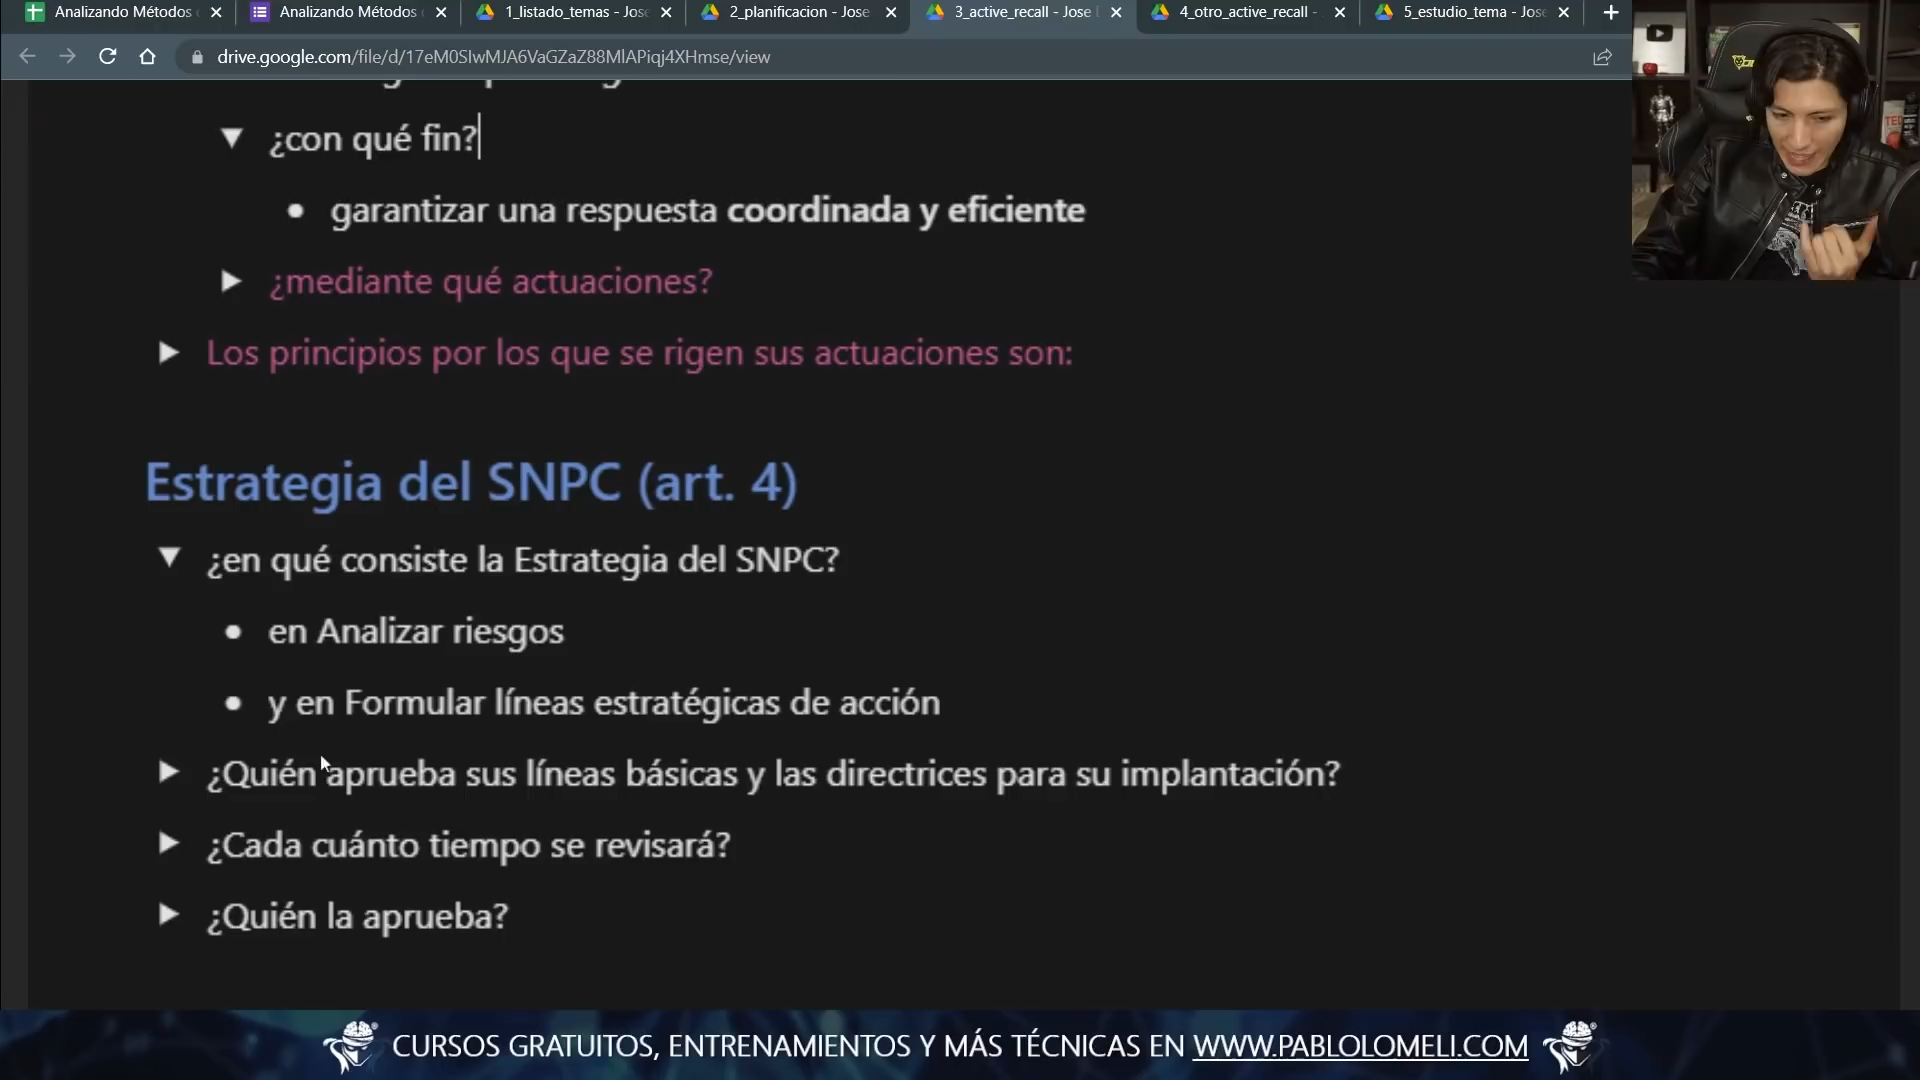 Analizando Métodos
Analizando Métodos
1_listado_temas - Jose
2_planificacion - Jose
3_active_recall - Jose
4_otro_active_recall -
5_estudio_tema - Jose
drive.google.com/file/d/17eM0SIwMJA6VaGZaZ88MlAPiqj4XHmse/view
¿con qué fin?
garantizar una respuesta coordinada y eficiente
¿mediante qué actuaciones?
Los principios por los que se rigen sus actuaciones son:
Estrategia del SNPC (art. 4)
¿en qué consiste la Estrategia del SNPC?
en Analizar riesgos
y en Formular líneas estratégicas de acción
¿Quién aprueba sus líneas básicas y las directrices para su implantación?
¿Cada cuánto tiempo se revisará?
¿Quién la aprueba?
CURSOS GRATUITOS, ENTRENAMIENTOS Y MÁS TÉCNICAS EN WWW.PABLOLOMELI.COM